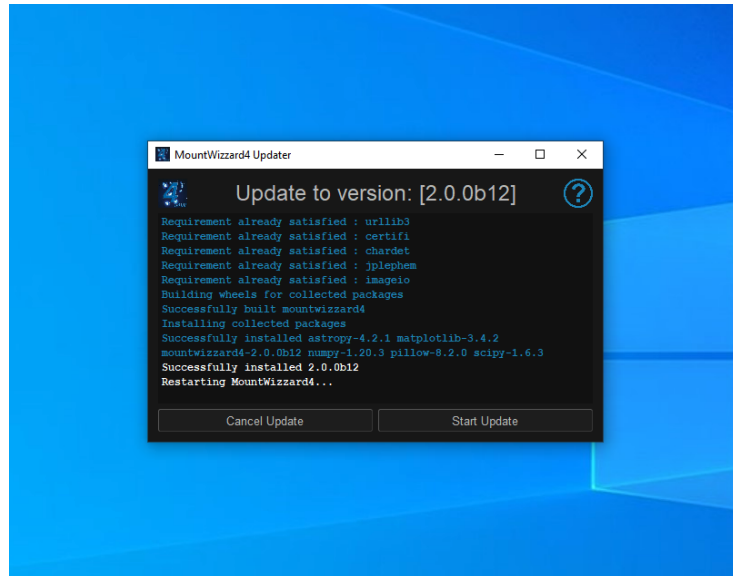 MountWizzard4 Updater
Update to version: [2.0.0b12]
Requirement already satisfied : urllib3
Requirement already satisfied : certifi
Requirement already satisfied : chardet
Requirement already satisfied : jplephem
Requirement already satisfied : imageio
Building wheels for collected packages
Successfully built mountwizzard4
Installing collected packages
Successfully installed astropy-4.2.1 matplotlib-3.4.2
mountwizzard4-2.0.0b12 numpy-1.20.3 pillow-8.2.0 scipy-1.6.3
Successfully installed 2.0.0b12
Restarting MountWizzard4...
Cancel Update
Start Update